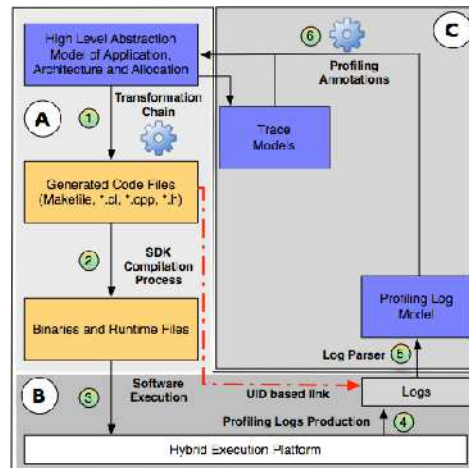 High Level Abstraction
Model of Application,
Architecture and Allocation
6
C
Profiling
Annotations
A
1
Transformation
Chain
Trace
Models
Generated Code Files
(Makefile, *.cl, *.cpp, *.h)
2
SDK
Compilation
Process
Profiling Log
Model
Binaries and Runtime Files
Log Parser
5
B
3
Software
Execution
UID based link
Logs
Profiling Logs Production
4
Hybrid Execution Platform